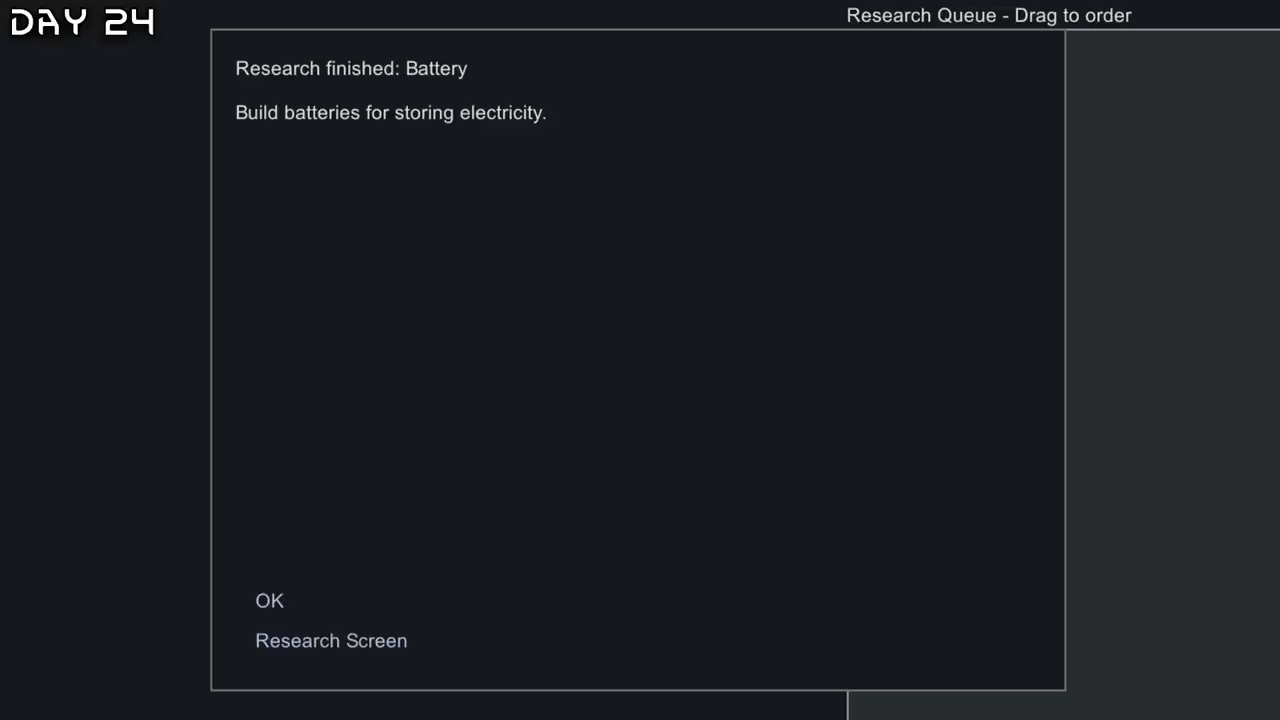 DAY 24
Research Queue - Drag to order
Research finished: Battery
Build batteries for storing electricity.
OK
Research Screen